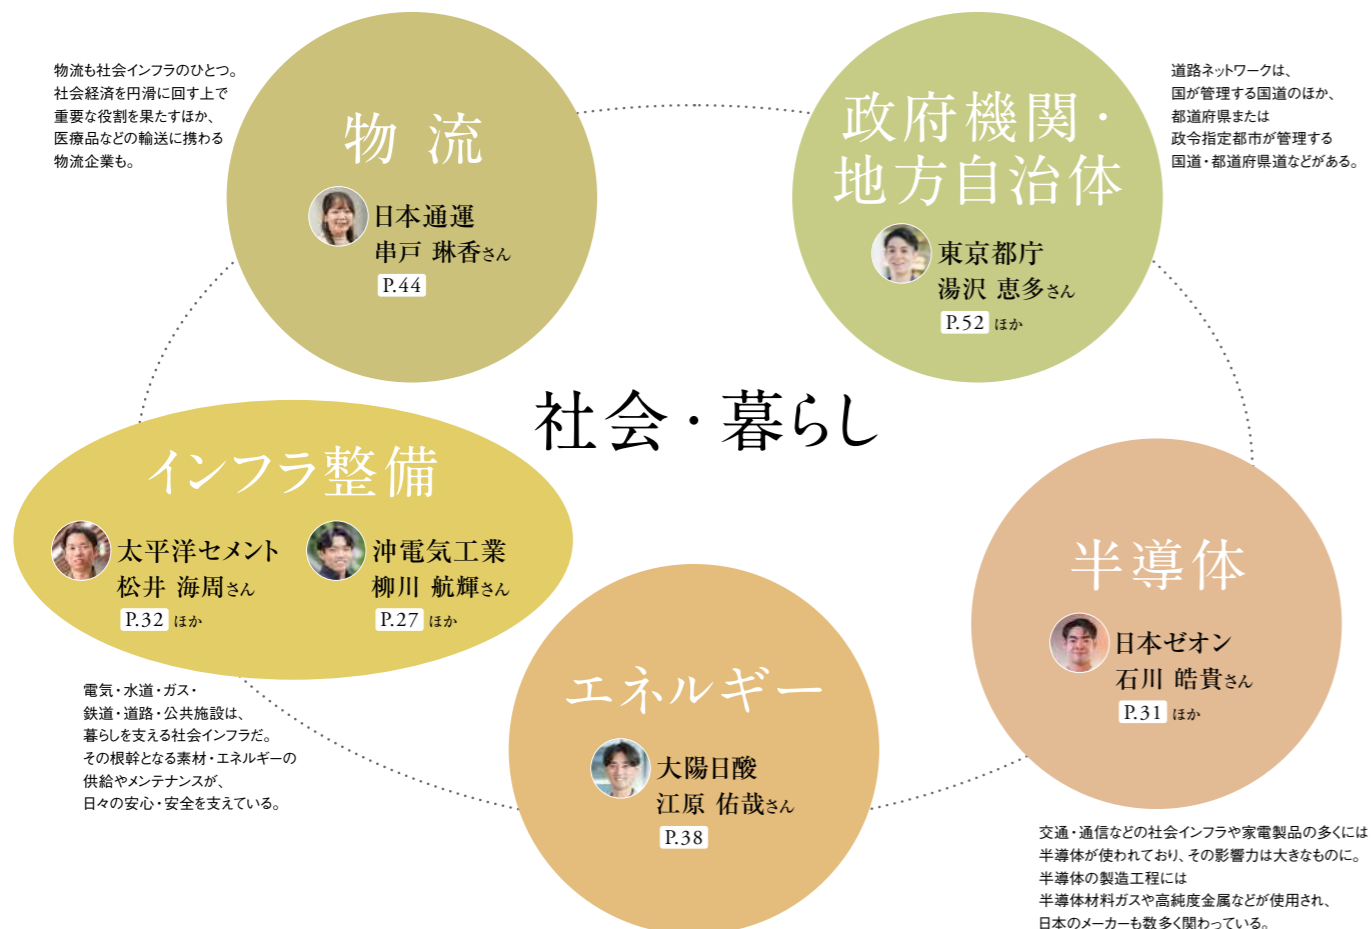 物流も社会インフラのひとつ。
社会経済を円滑に回す上で
重要な役割を果たすほか、
医療品などの輸送に携わる
物流企業も。
物 流
日本通運
串戸 琳香さん
P.44
政府機関・
地方自治体
東京都庁
湯沢 恵多さん
P.52 ほか
道路ネットワークは、
国が管理する国道のほか、
都道府県または
政令指定都市が管理する
国道・都道府県道などがある。
社会・暮らし
インフラ整備
太平洋セメント
松井 海周さん
P.32 ほか
沖電気工業
柳川 航輝さん
P.27 ほか
電気・水道・ガス・
鉄道・道路・公共施設は、
暮らしを支える社会インフラだ。
その根幹となる素材・エネルギーの
供給やメンテナンスが、
日々の安心・安全を支えている。
エネルギー
大陽日酸
江原 佑哉さん
P.38
半導体
日本ゼオン
石川 皓貴さん
P.31 ほか
交通・通信などの社会インフラや家電製品の多くには
半導体が使われており、その影響力は大きなものに。
半導体の製造工程には
半導体材料ガスや高純度金属などが使用され、
日本のメーカーも数多く関わっている。